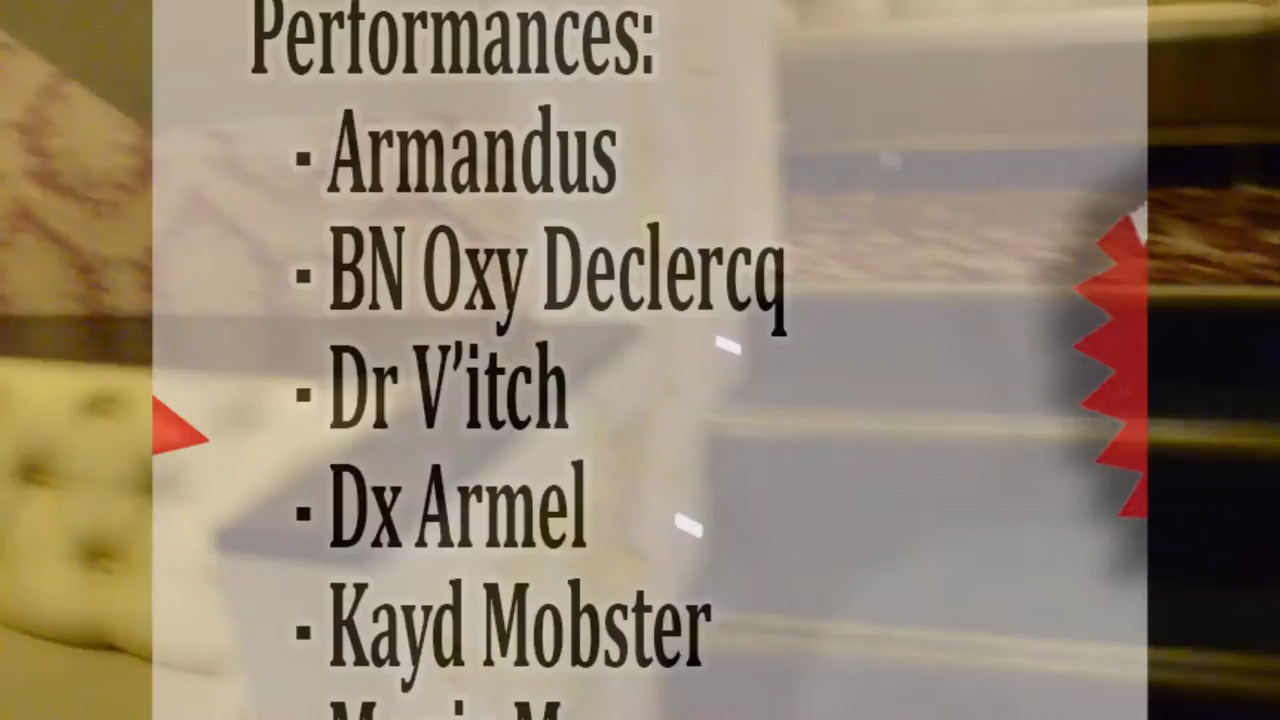 Performances:
- Armandus
- BN Oxy Declercq
- Dr V'itch
- Dx Armel
- Kayd Mobster